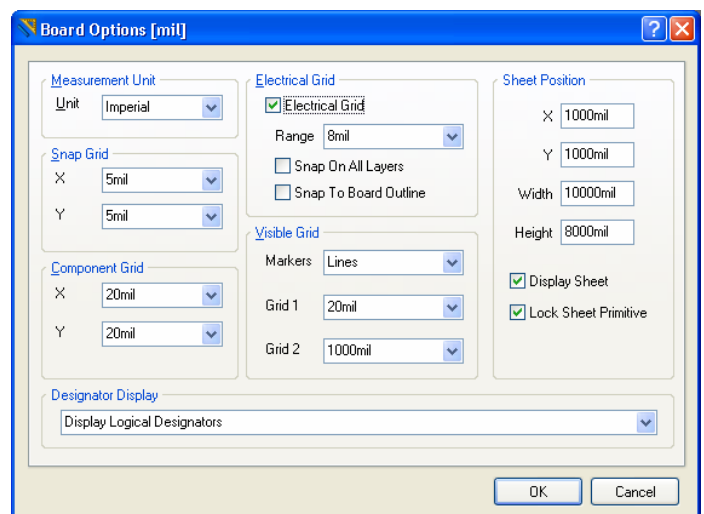 Board Options [mil]
Measurement Unit
Unit Imperial
Snap Grid
X 5mil
Y 5mil
Component Grid
X 20mil
Y 20mil
Electrical Grid
Electrical Grid
Range 8mil
Snap On All Layers
Snap To Board Outline
Visible Grid
Markers Lines
Grid 1 20mil
Grid 2 1000mil
Sheet Position
X 1000mil
Y 1000mil
Width 10000mil
Height 8000mil
Display Sheet
Lock Sheet Primitive
Designator Display
Display Logical Designators
OK Cancel